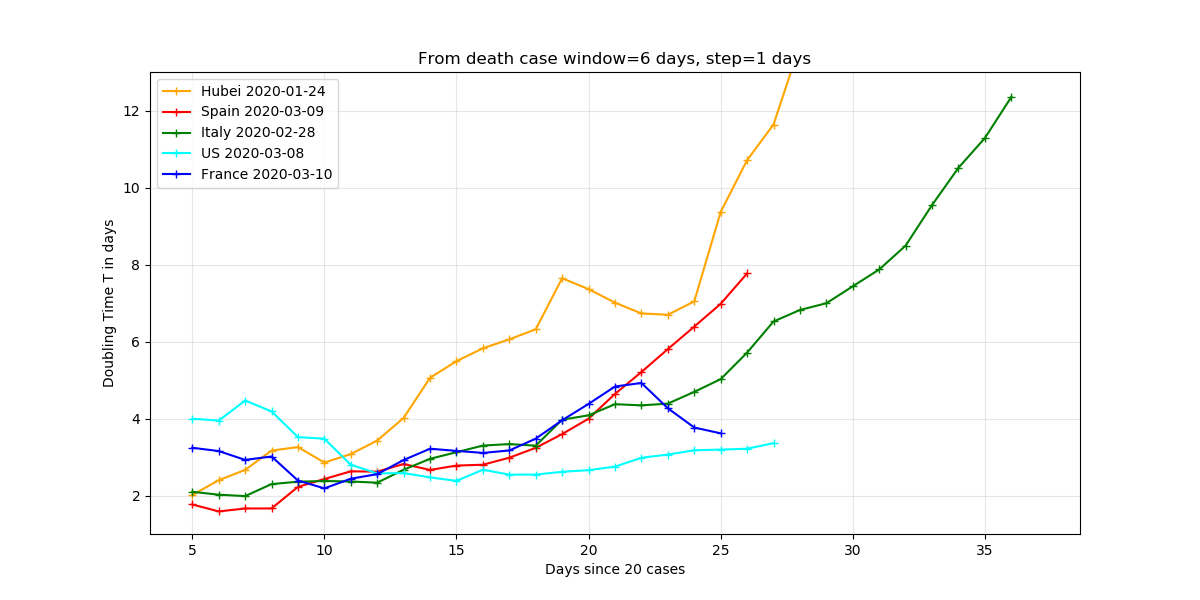 From death case window=6 days, step=1 days
Hubei 2020-01-24
Spain 2020-03-09
Italy 2020-02-28
US 2020-03-08
France 2020-03-10
Doubling Time T in days
12
10
8
6
4
2
5 10 15 20 25 30 35
Days since 20 cases